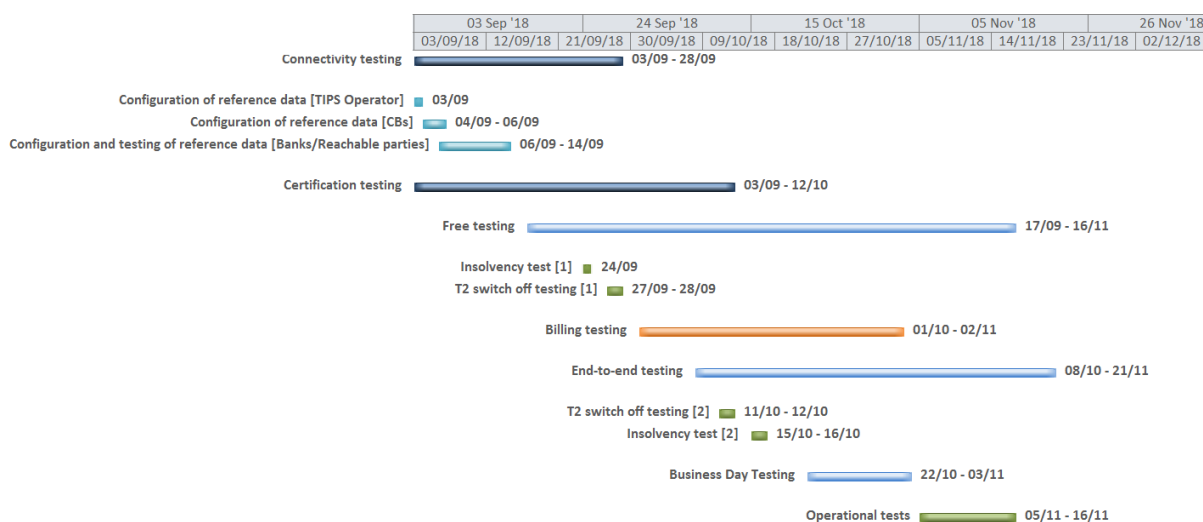 03 Sep '18 24 Sep '18 15 Oct '18 05 Nov '18 26 Nov '18
03/09/18 12/09/18 21/09/18 30/09/18 09/10/18 18/10/18 27/10/18 05/11/18 14/11/18 23/11/18 02/12/18
Connectivity testing 03/09 - 28/09
Configuration of reference data [TIPS Operator] 03/09
Configuration of reference data [CBs] 04/09 - 06/09
Configuration and testing of reference data [Banks/Reachable parties] 06/09 - 14/09
Certification testing 03/09 - 12/10
Free testing 17/09 - 16/11
Insolvency test [1] 24/09
T2 switch off testing [1] 27/09 - 28/09
Billing testing 01/10 - 02/11
End-to-end testing 08/10 - 21/11
T2 switch off testing [2] 11/10 - 12/10
Insolvency test [2] 15/10 - 16/10
Business Day Testing 22/10 - 03/11
Operational tests 05/11 - 16/11